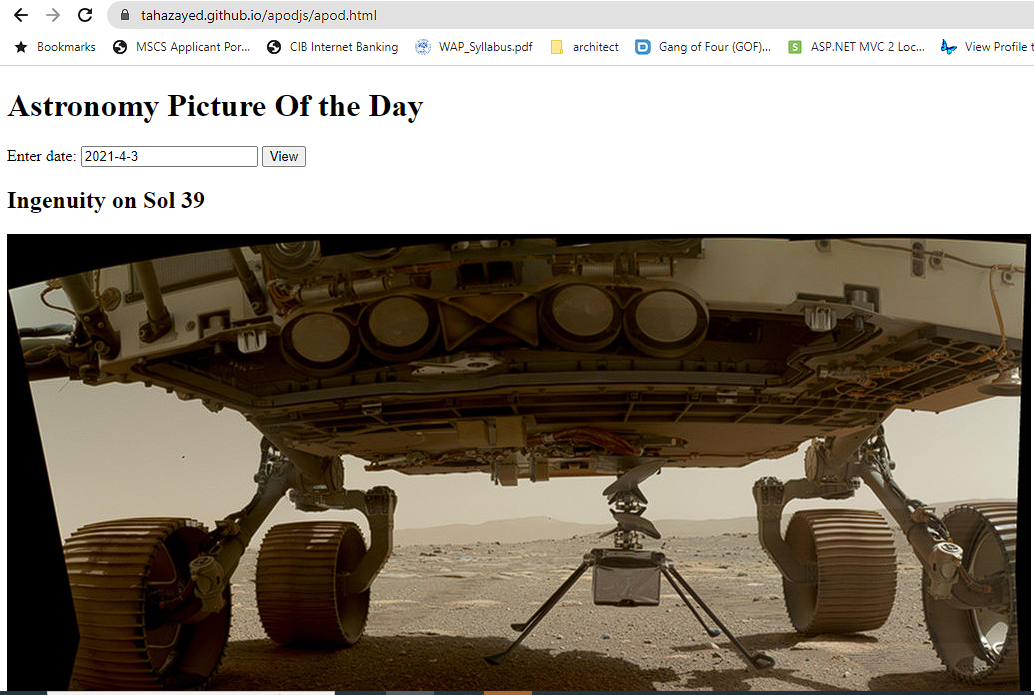 tahazayed.github.io/apodjs/apod.html
Bookmarks MSCS Applicant Por... CIB Internet Banking WAP_Syllabus.pdf architect Gang of Four (GOF)... S ASP.NET MVC 2 Loc... View Profile t
Astronomy Picture Of the Day
Enter date: 2021-4-3 View
Ingenuity on Sol 39